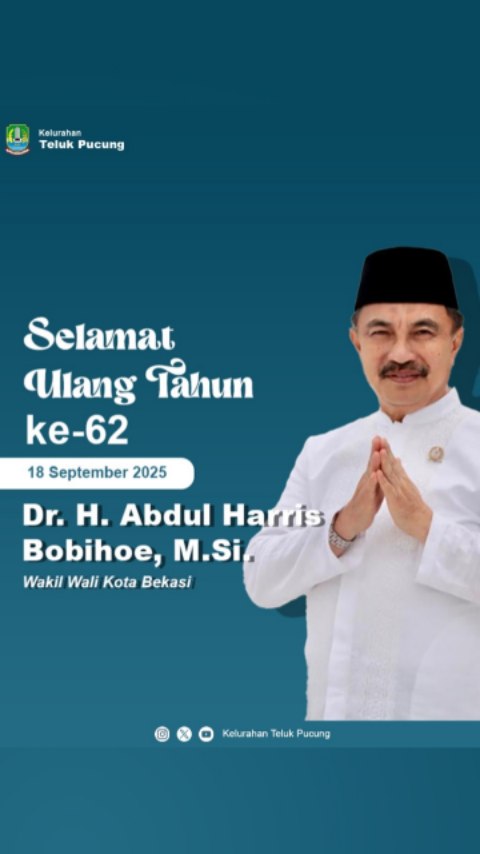 Kelurahan
Teluk Pucung
Selamat
Ulang Tahun
ke-62
18 September 2025
Dr. H. Abdul Harris
Bobihoe, M.Si.
Wakil Wali Kota Bekasi
Kelurahan Teluk Pucung